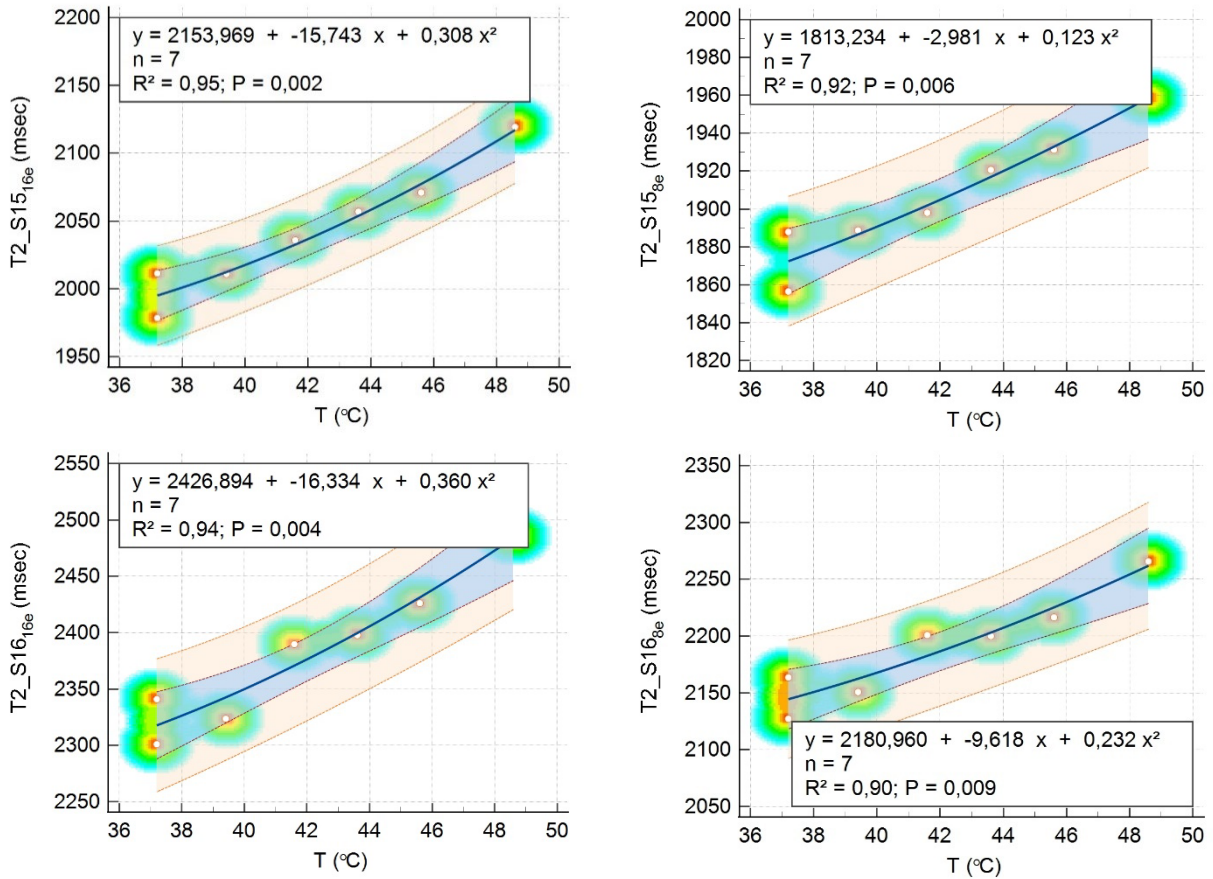 y = 2153,969 + -15,743 x + 0,308 x²
n = 7
R² = 0,95; P = 0,002
T2_S15₁₆ₑ (msec)
2200
2150
2100
2050
2000
1950
36 38 40 42 44 46 48 50
T (°C)
y = 1813,234 + -2,981 x + 0,123 x²
n = 7
R² = 0,92; P = 0,006
T2_S15₈ₑ (msec)
2000
1980
1960
1940
1920
1900
1880
1860
1840
1820
36 38 40 42 44 46 48 50
T (°C)
y = 2426,894 + -16,334 x + 0,360 x²
n = 7
R² = 0,94; P = 0,004
T2_S16₁₆ₑ (msec)
2550
2500
2450
2400
2350
2300
2250
36 38 40 42 44 46 48 50
T (°C)
T2_S16₈ₑ (msec)
2350
2300
2250
2200
2150
2100
2050
y = 2180,960 + -9,618 x + 0,232 x²
n = 7
R² = 0,90; P = 0,009
36 38 40 42 44 46 48 50
T (°C)